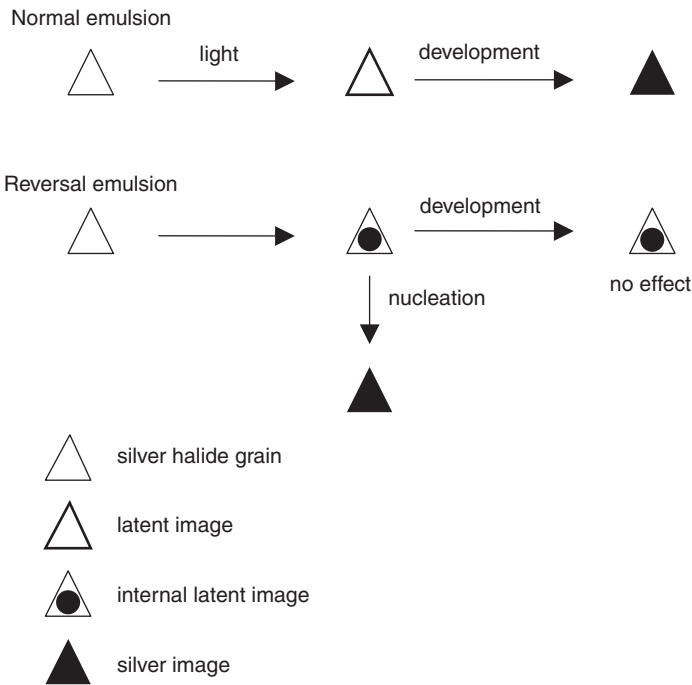 Normal emulsion
light
development
Reversal emulsion
development
no effect
nucleation
silver halide grain
latent image
internal latent image
silver image